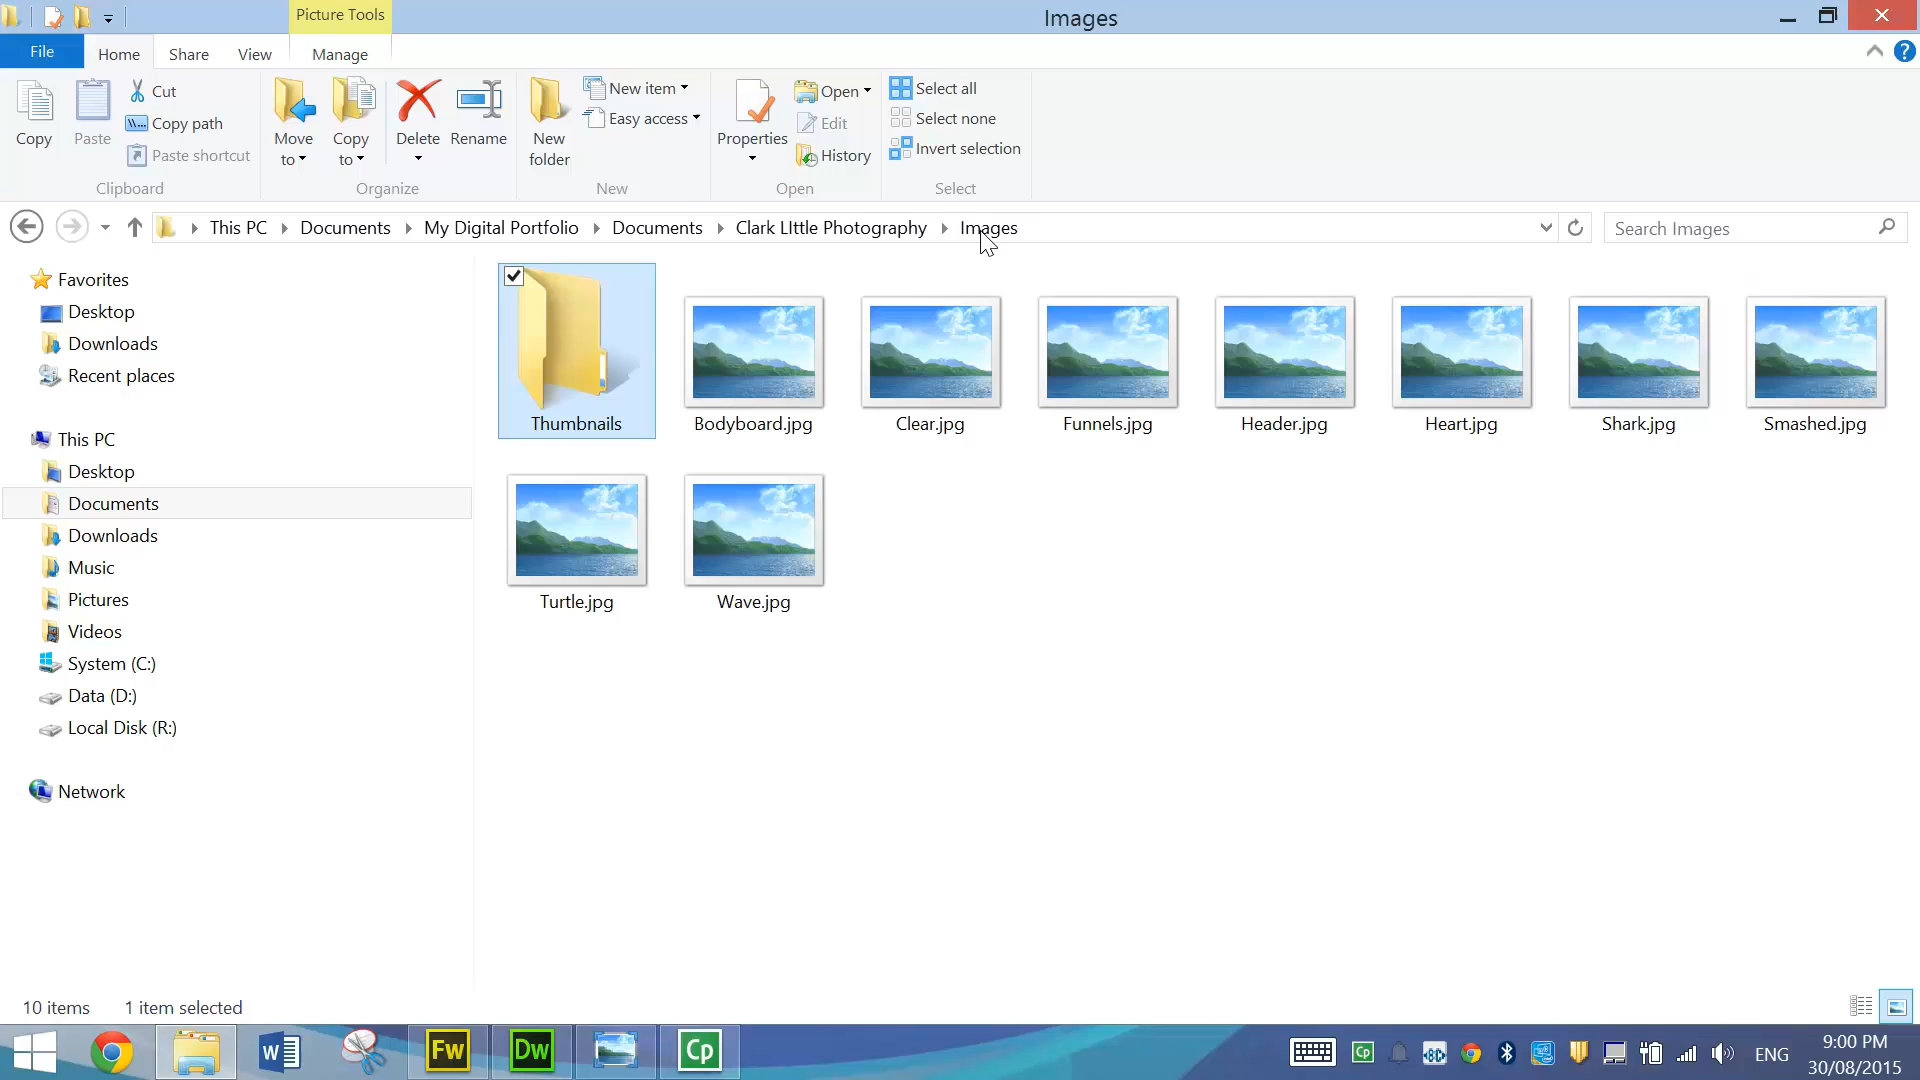 Picture Tools
Images
File Home Share View Manage
Copy
Paste
Cut
Copy path
Paste shortcut
Clipboard
Move to
Copy to
Delete
Rename
Organize
New folder
New item
Easy access
New
Properties
Open
Edit
History
Open
Select all
Select none
Invert selection
Select
This PC Documents My Digital Portfolio Documents Clark LIttle Photography Images
Search Images
Favorites
Desktop
Downloads
Recent places
This PC
Desktop
Documents
Downloads
Music
Pictures
Videos
System (C:)
Data (D:)
Local Disk (R:)
Network
Thumbnails
Bodyboard.jpg
Clear.jpg
Funnels.jpg
Header.jpg
Heart.jpg
Shark.jpg
Smashed.jpg
Turtle.jpg
Wave.jpg
10 items 1 item selected
W
Fw
Dw
Cp
Cp
ENG
9:00 PM
30/08/2015